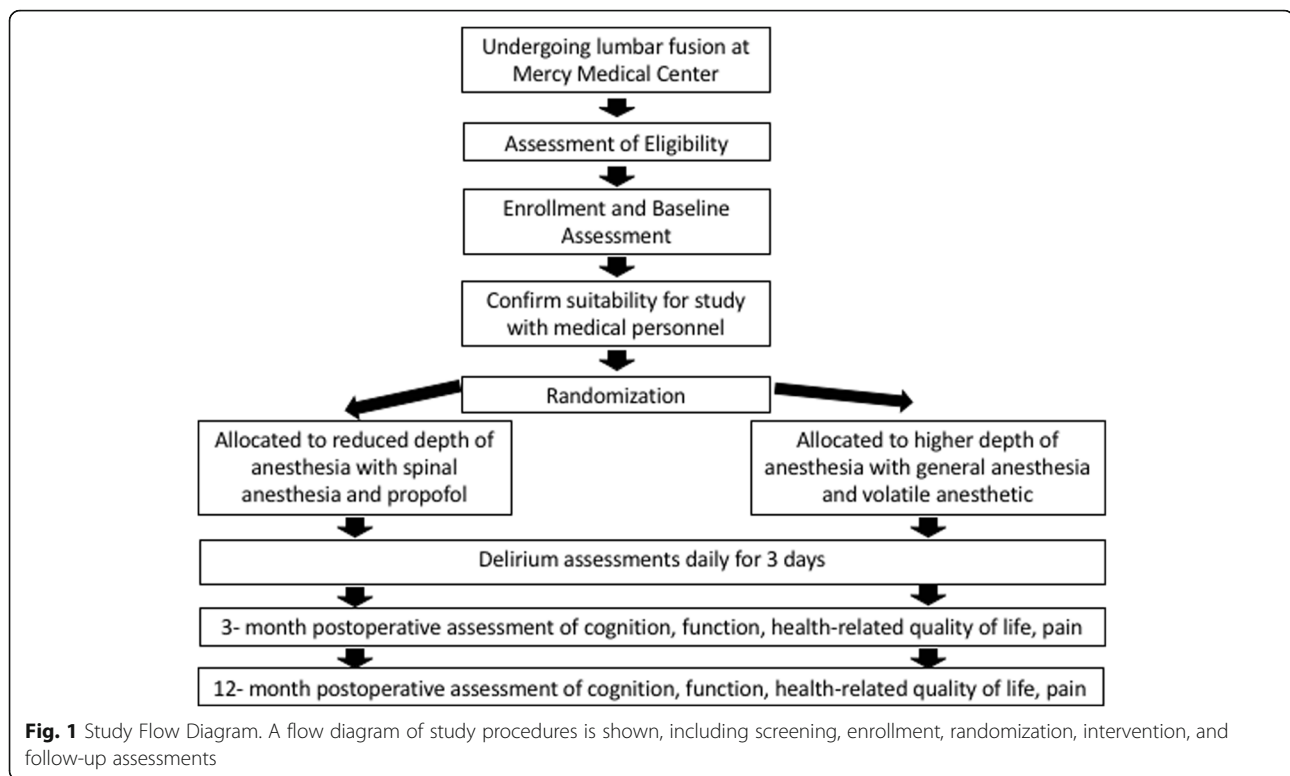 Undergoing lumbar fusion at
Mercy Medical Center
Assessment of Eligibility
Enrollment and Baseline
Assessment
Confirm suitability for study
with medical personnel
Randomization
Allocated to reduced depth of
anesthesia with spinal
anesthesia and propofol
Allocated to higher depth of
anesthesia with general anesthesia
and volatile anesthetic
Delirium assessments daily for 3 days
3- month postoperative assessment of cognition, function, health-related quality of life, pain
12- month postoperative assessment of cognition, function, health-related quality of life, pain
Fig. 1 Study Flow Diagram. A flow diagram of study procedures is shown, including screening, enrollment, randomization, intervention, and
follow-up assessments